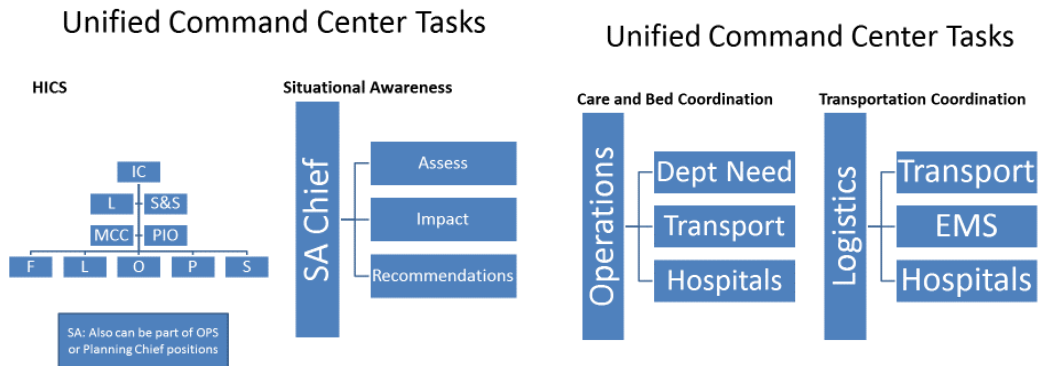 Unified Command Center Tasks
HICS
IC
L
S&S
MCC
PIO
F
L
O
P
S
SA: Also can be part of OPS
or Planning Chief positions
Situational Awareness
SA Chief
Assess
Impact
Recommendations
Unified Command Center Tasks
Care and Bed Coordination
Operations
Dept Need
Transport
Hospitals
Transportation Coordination
Logistics
Transport
EMS
Hospitals